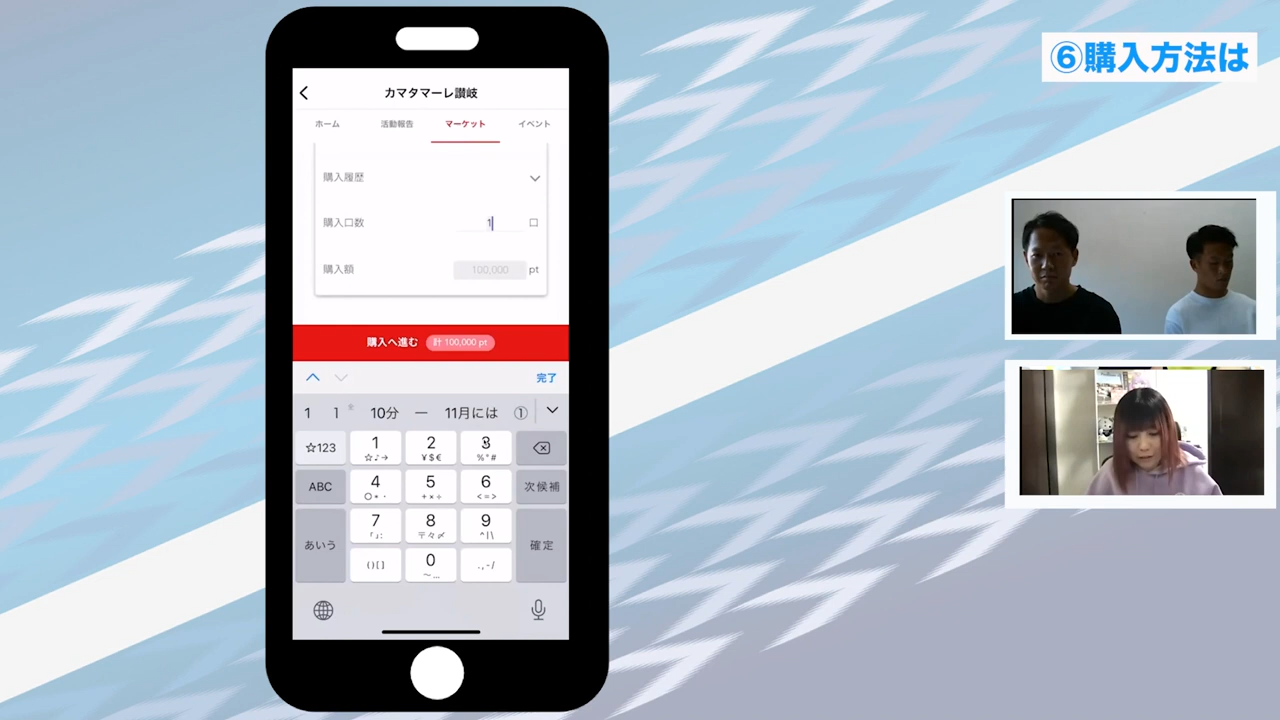 ⑥購入方法は
カマタマーレ讃岐
ホーム 活動報告 マーケット イベント
購入履歴
購入口数 1 口
購入額 100,000 pt
購入へ進む 計 100,000 pt
完了
1 1 10分 ー 11月には ①
☆123 1 2 3
☆♪→ ¥$€ %°#
ABC 4 5 6 次候補
○*・ +×÷ <=>
あいう 7 8 9 確定
「」: 〒々〆 ^|\
()[] 0 .,-/
〜…